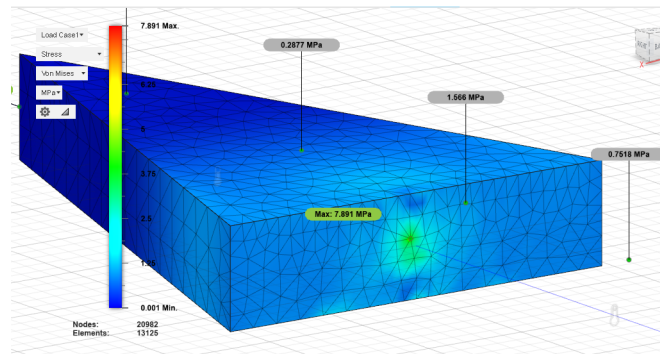 Load Case1
7.891 Max.
Stress
Von Mises
6.25
MPa
5
3.75
2.5
1.25
0.001 Min.
0.2877 MPa
1.566 MPa
0.7518 MPa
Max: 7.891 MPa
Nodes: 20982
Elements: 13125
X